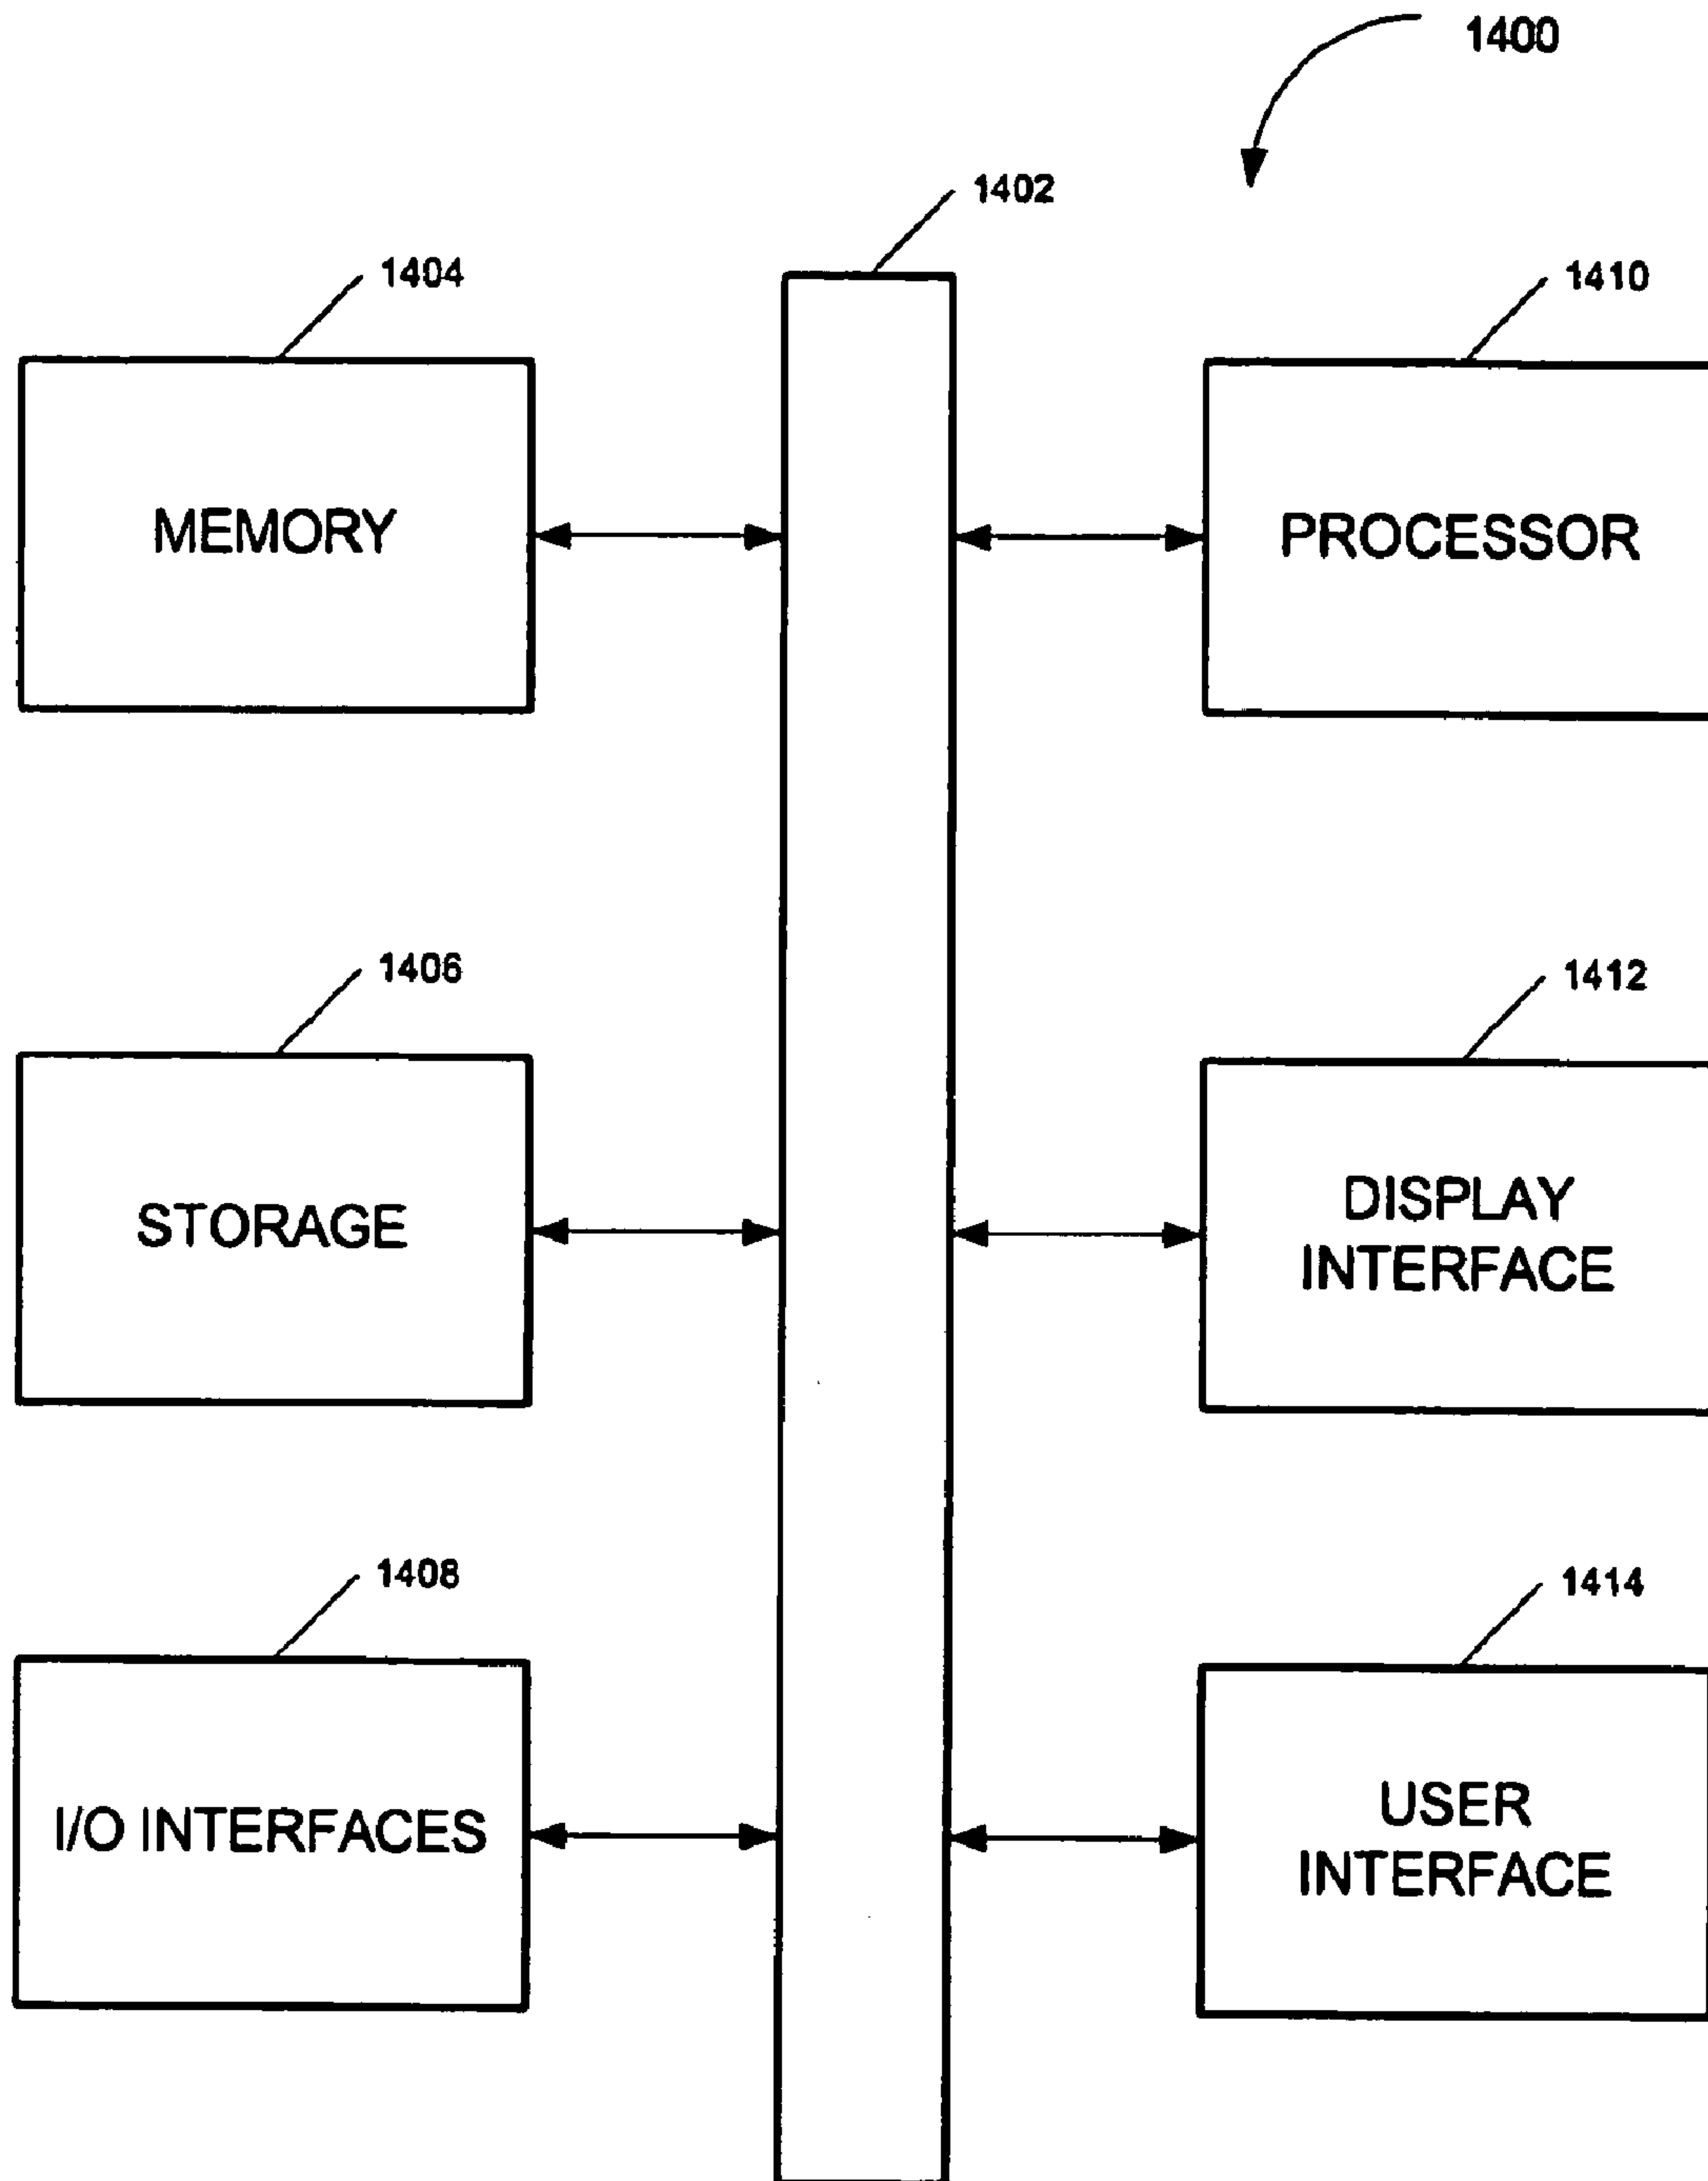 1400
1402
1404
1410
MEMORY
PROCESSOR
1406
1412
STORAGE
DISPLAY
INTERFACE
1408
1414
I/O INTERFACES
USER
INTERFACE